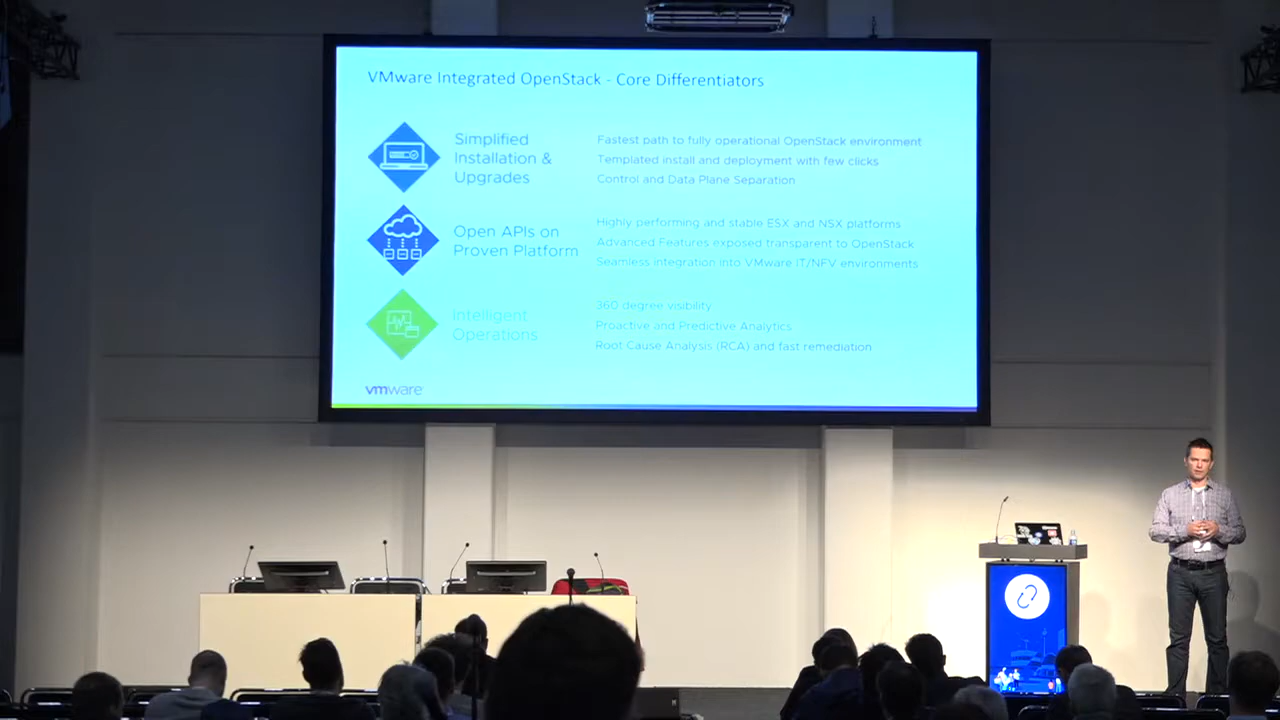 VMware Integrated OpenStack - Core Differentiators
Simplified
Installation &
Upgrades
Fastest path to fully operational OpenStack environment
Templated install and deployment with few clicks
Control and Data Plane Separation
Open APIs on
Proven Platform
Highly performing and stable ESX and NSX platforms
Advanced Features exposed transparent to OpenStack
Seamless integration into VMware IT/NFV environments
Intelligent
Operations
360 degree visibility
Proactive and Predictive Analytics
Root Cause Analysis (RCA) and fast remediation
vmware